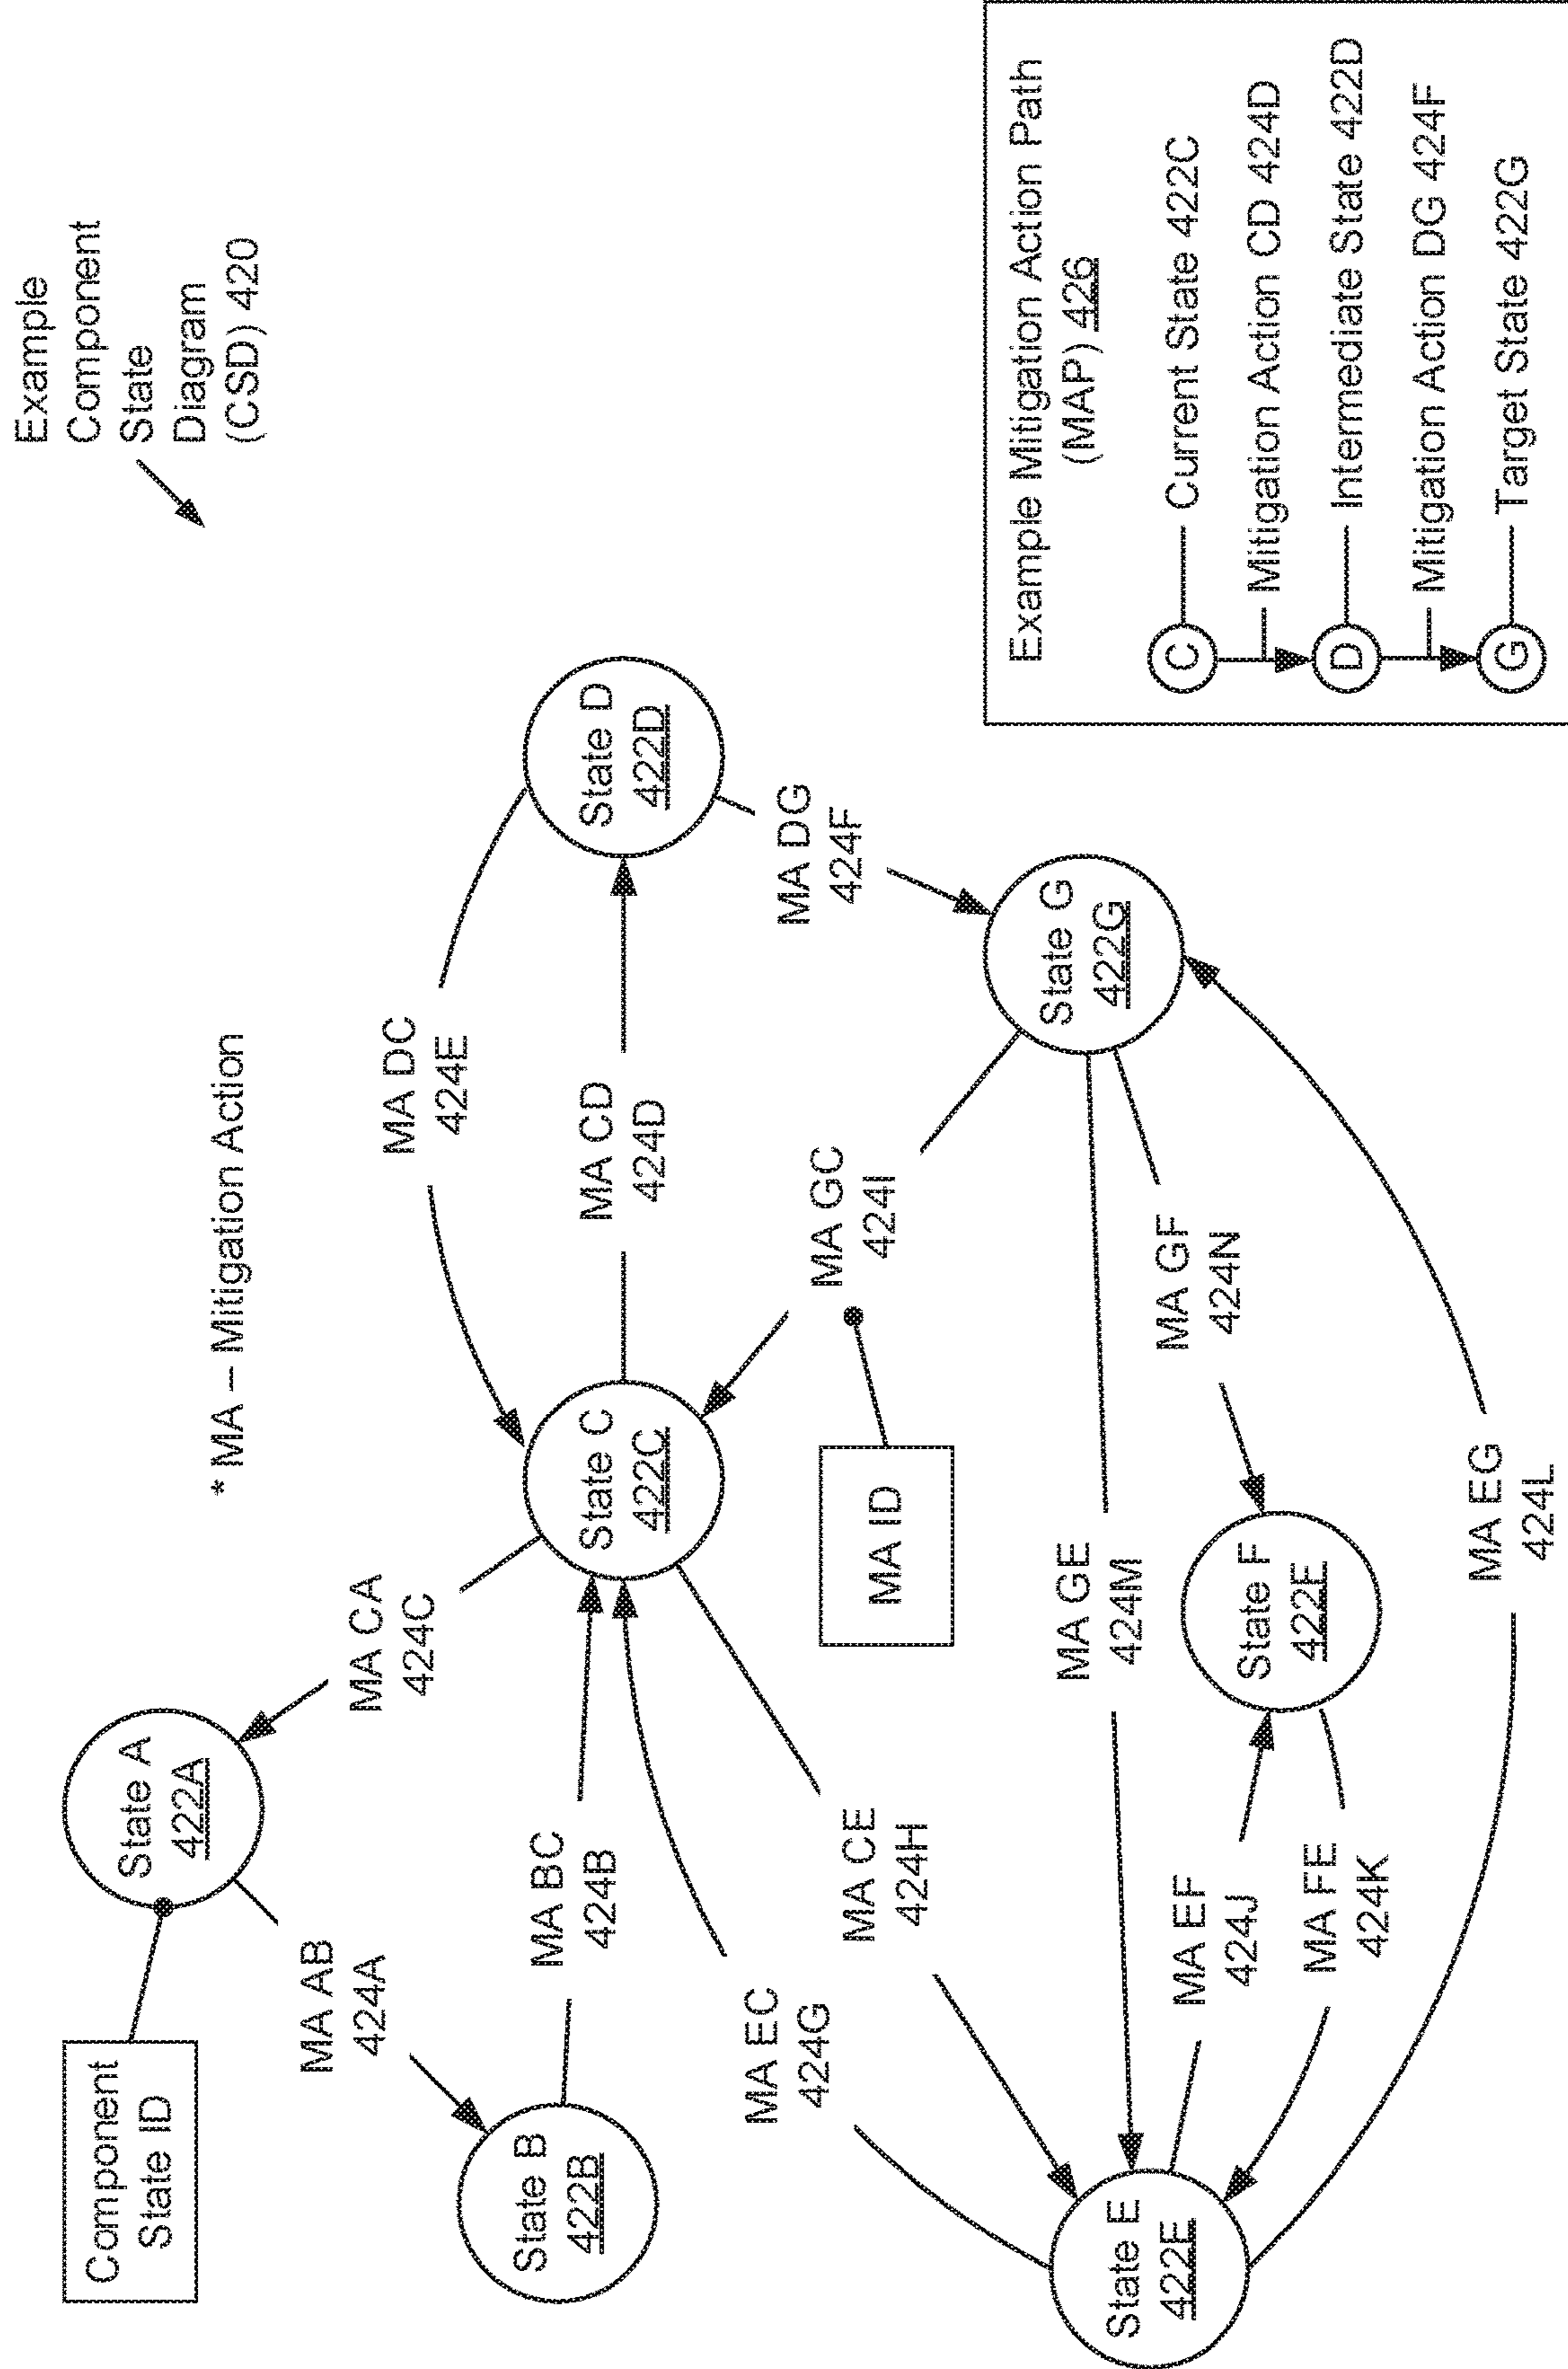 Component
State ID
State A
422A
* MA – Mitigation Action
Example
Component
State
Diagram
(CSD) 420
MA AB
424A
MA CA
424C
MA DC
424E
State B
422B
MA BC
424B
State C
422C
MA CD
424D
State D
422D
MA EC
424G
MA CE
424H
MA ID
MA GC
424I
MA DG
424F
State E
422E
MA GE
424M
State G
422G
MA EF
424J
MA FE
424K
State F
422F
MA GF
424N
MA EG
424L
Example Mitigation Action Path
(MAP) 426
C Current State 422C
Mitigation Action CD 424D
D Intermediate State 422D
Mitigation Action DG 424F
G Target State 422G